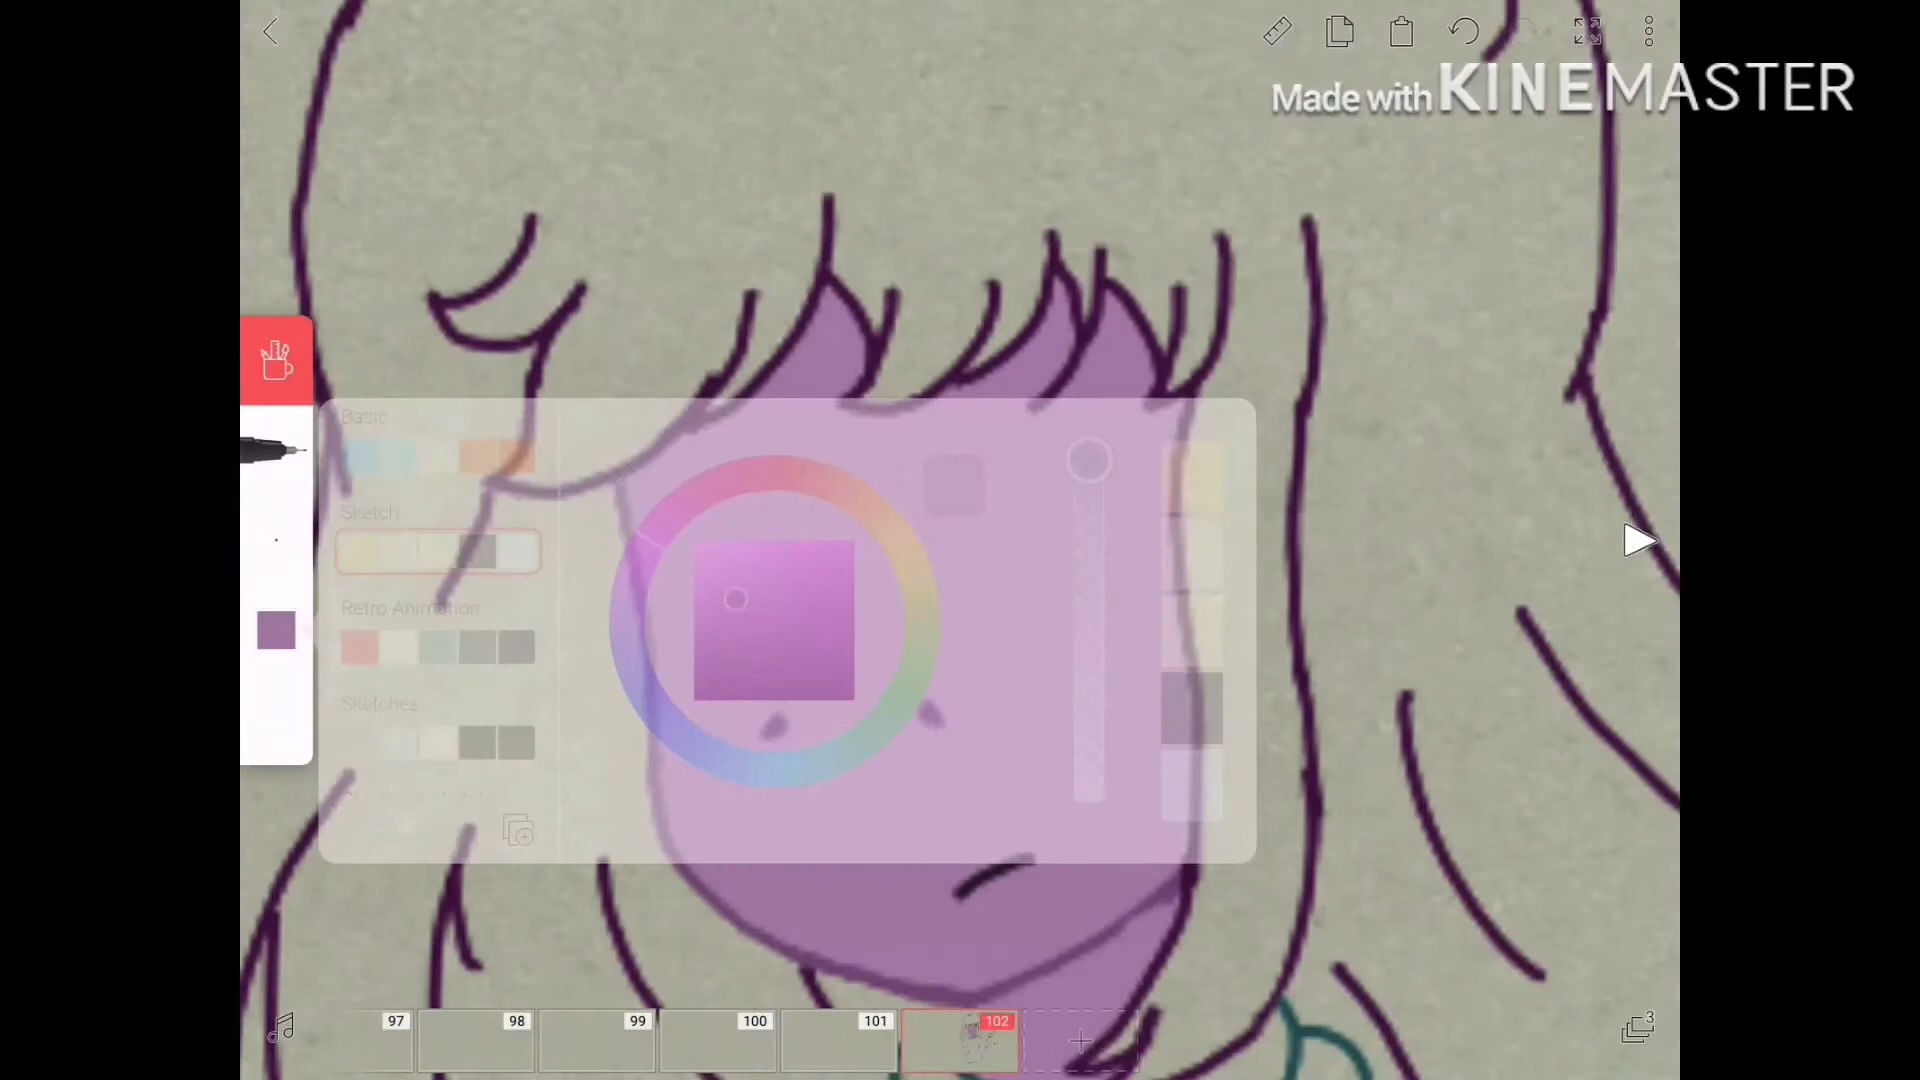 Made with KINEMASTER
Basic
Sketch
Retro Animation
Sketches
97
98
99
100
101
102
3